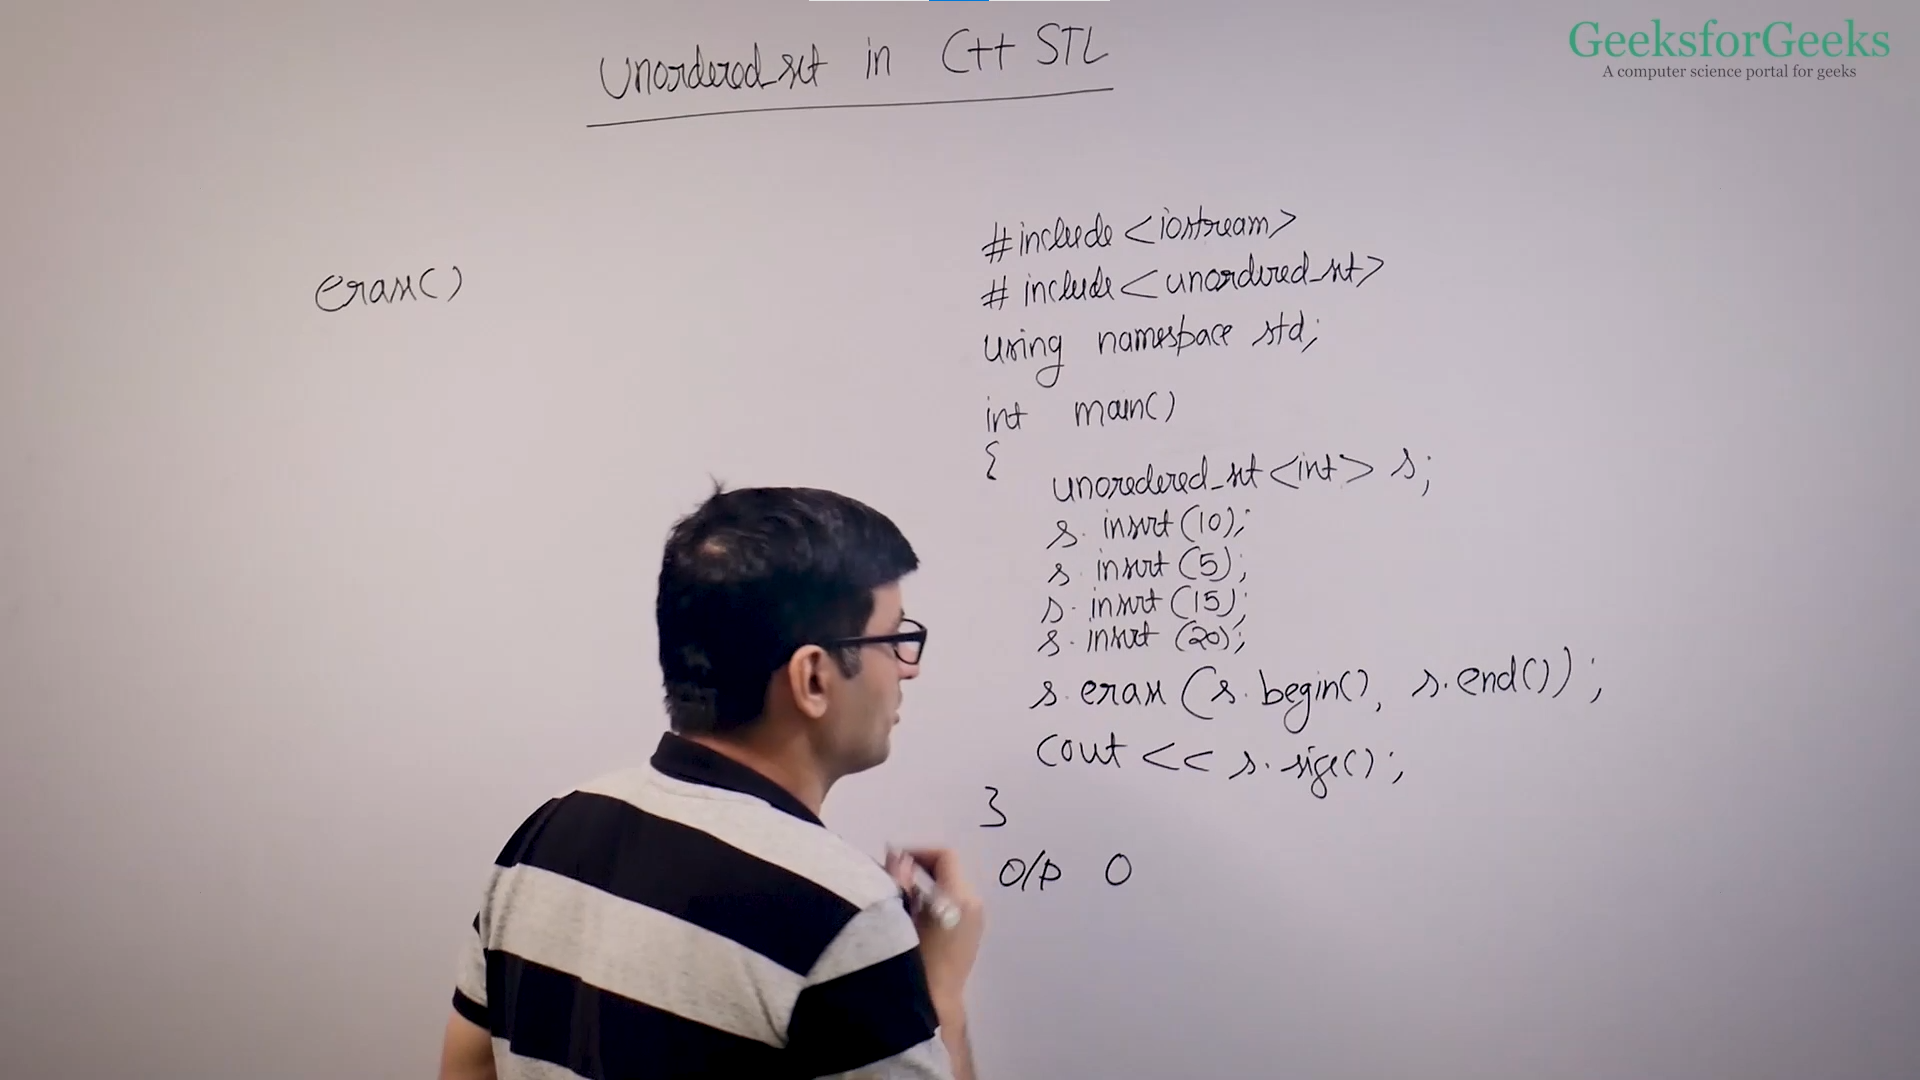 GeeksforGeeks
A computer science portal for geeks
Unordered_set in C++ STL
erase()
#include <iostream>
# include < unordered_set>
using namespace std;
int main()
{
unoredered_set <int> s;
s. insert (10);
s. insert (5);
s. insert (15);
s. insert (20);
s. erase (s. begin(), s.end());
cout << s. size();
}
O/P 0